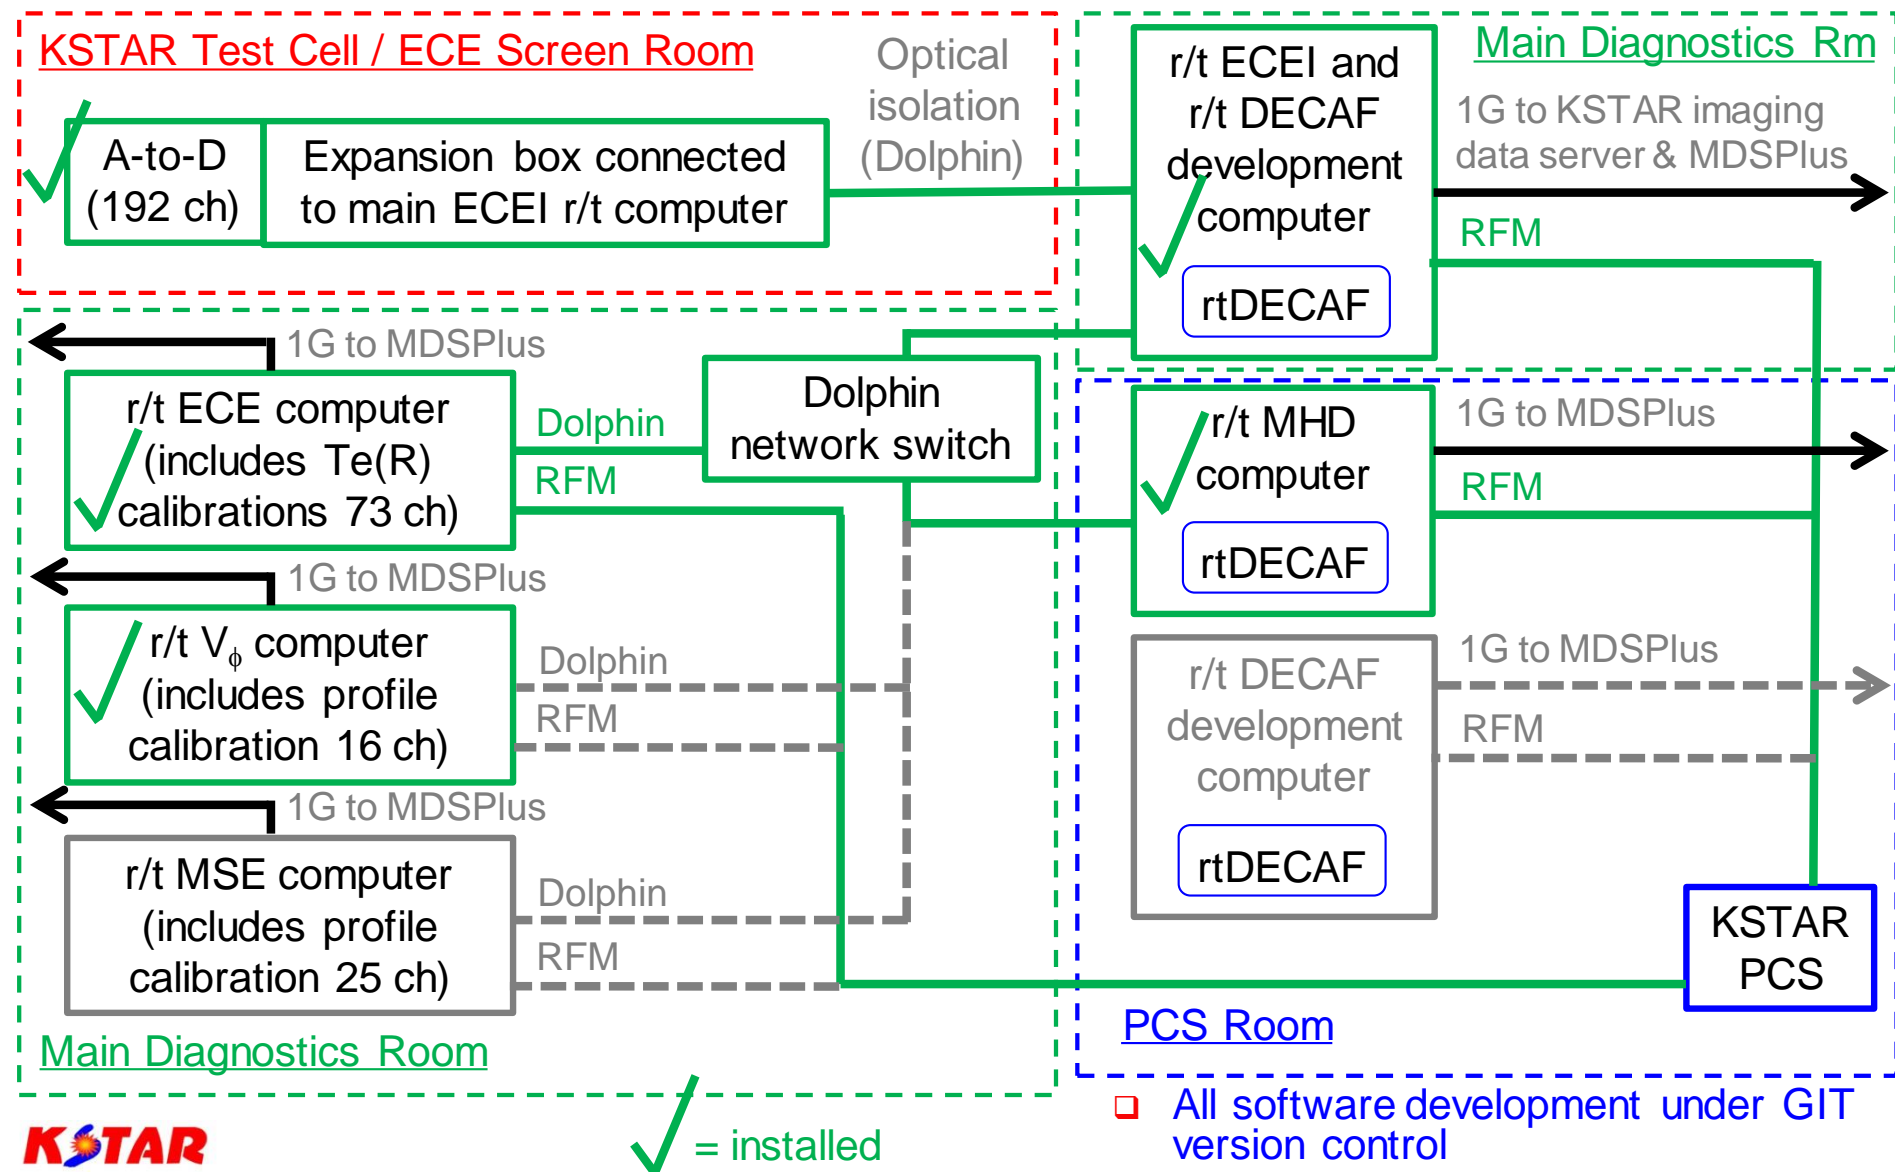 KSTAR Test Cell / ECE Screen Room
A-to-D
(192 ch)
Expansion box connected
to main ECEI r/t computer
Optical
isolation
(Dolphin)
r/t ECEI and
r/t DECAF
development
computer
rtDECAF
Main Diagnostics Rm
1G to KSTAR imaging
data server & MDSPlus
RFM
1G to MDSPlus
r/t ECE computer
(includes Te(R)
calibrations 73 ch)
Dolphin
RFM
Dolphin
network switch
1G to MDSPlus
r/t Vϕ computer
(includes profile
calibration 16 ch)
Dolphin
RFM
1G to MDSPlus
r/t MSE computer
(includes profile
calibration 25 ch)
Dolphin
RFM
Main Diagnostics Room
r/t MHD
computer
rtDECAF
1G to MDSPlus
RFM
r/t DECAF
development
computer
rtDECAF
1G to MDSPlus
RFM
KSTAR
PCS
PCS Room
KSTAR
= installed
All software development under GIT
version control